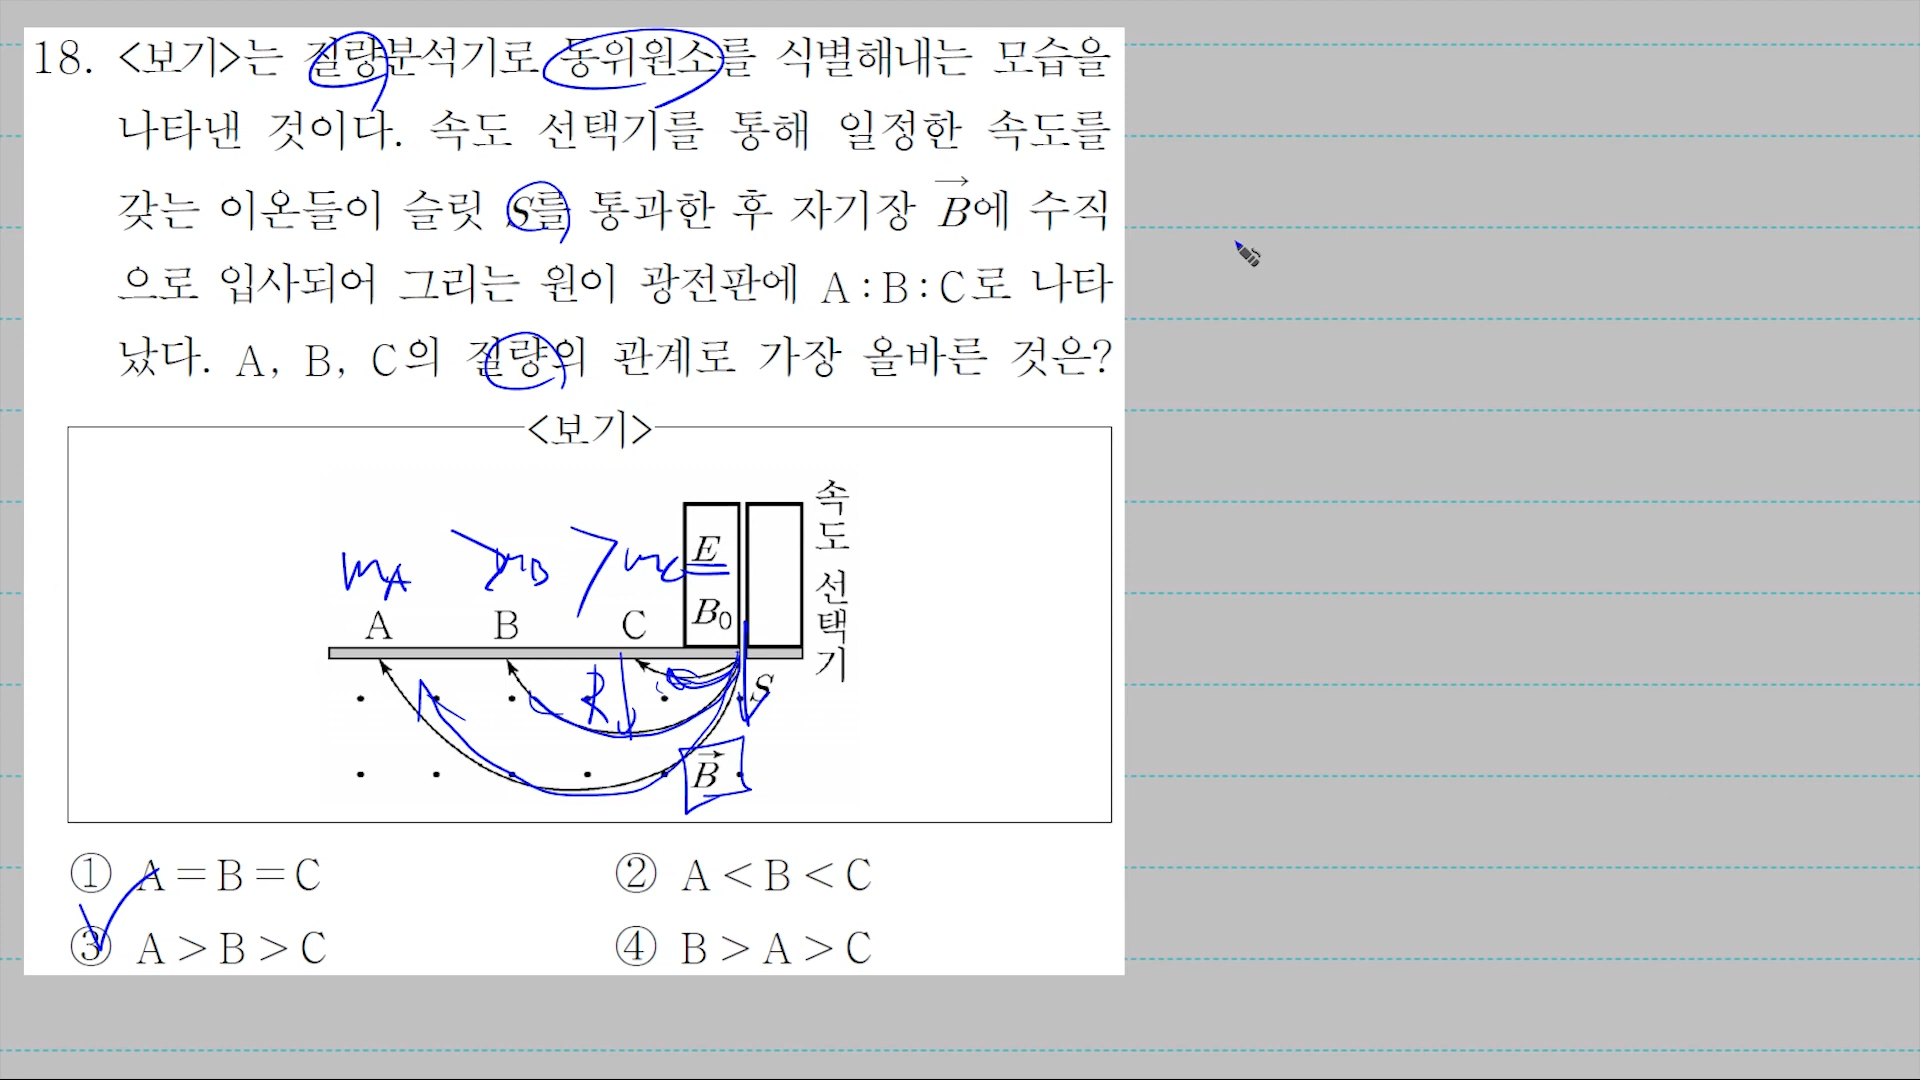 18. <보기>는 질량분석기로 동위원소를 식별해내는 모습을
나타낸 것이다. 속도 선택기를 통해 일정한 속도를
갖는 이온들이 슬릿 S를 통과한 후 자기장 B⃗에 수직
으로 입사되어 그리는 원이 광전판에 A:B:C로 나타
났다. A, B, C의 질량의 관계로 가장 올바른 것은?
<보기>
속도 선택기
E
B₀
mA > mB > mC
A B C
R
S
B⃗
① A=B=C ② A<B<C
③ A>B>C ④ B>A>C